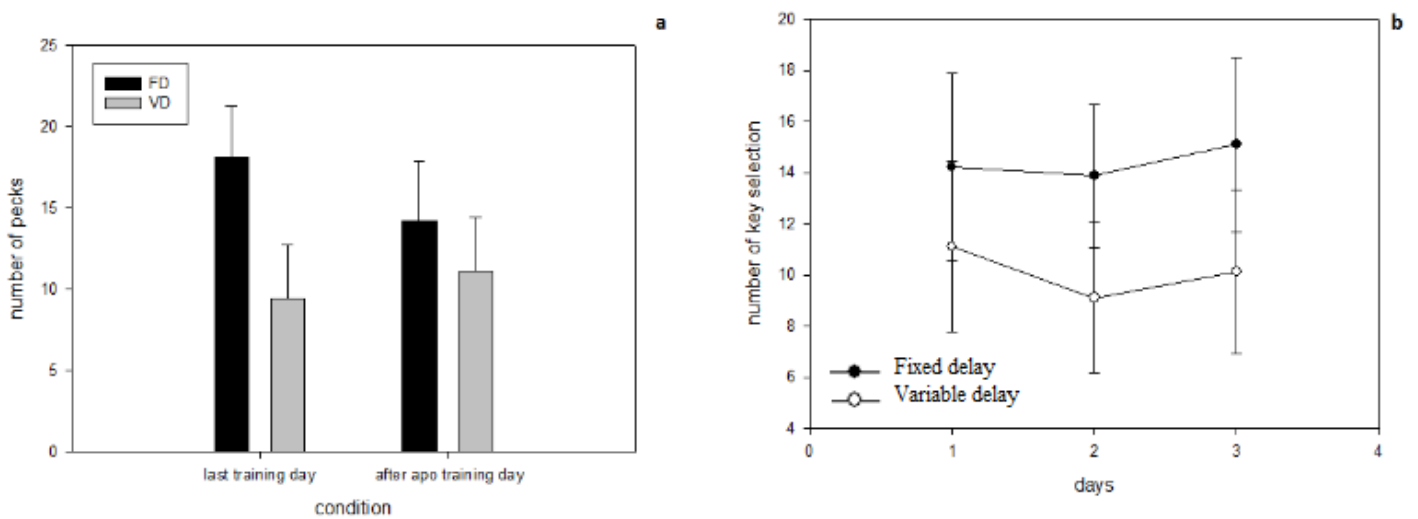 a
25
20
15
10
5
0
number of pecks
FD
VD
last training day
after apo training day
condition
b
20
18
16
14
12
10
8
6
4
number of key selection
Fixed delay
Variable delay
0
1
2
3
4
days